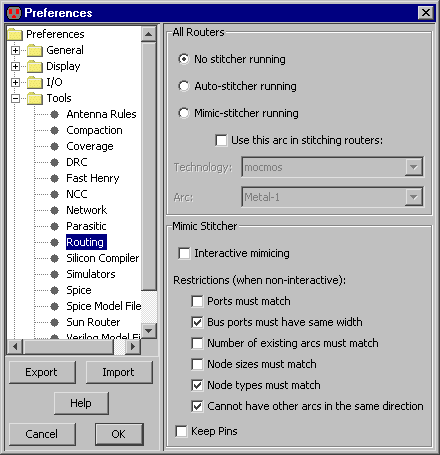 Preferences
Preferences
General
Display
I/O
Tools
Antenna Rules
Compaction
Coverage
DRC
Fast Henry
NCC
Network
Parasitic
Routing
Silicon Compiler
Simulators
Spice
Spice Model File
Sun Router
Verilog Model File
Export
Import
Help
Cancel
OK
All Routers
No stitcher running
Auto-stitcher running
Mimic-stitcher running
Use this arc in stitching routers:
Technology:
mocmos
Arc:
Metal-1
Mimic Stitcher
Interactive mimicing
Restrictions (when non-interactive):
Ports must match
Bus ports must have same width
Number of existing arcs must match
Node sizes must match
Node types must match
Cannot have other arcs in the same direction
Keep Pins